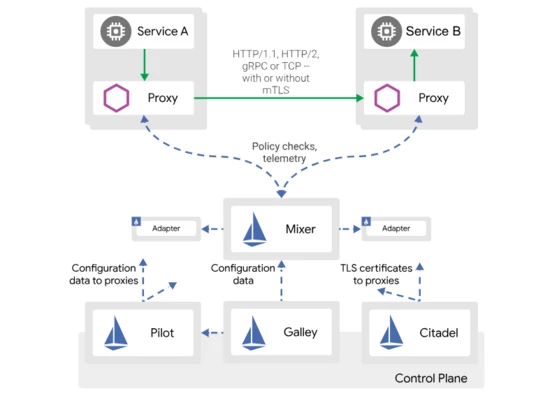 Service A
Service B
HTTP/1.1, HTTP/2,
gRPC or TCP –
with or without
mTLS
Proxy
Proxy
Policy checks,
telemetry
Mixer
Adapter
Adapter
Configuration
data to proxies
Configuration
data
TLS certificates
to proxies
Pilot
Galley
Citadel
Control Plane